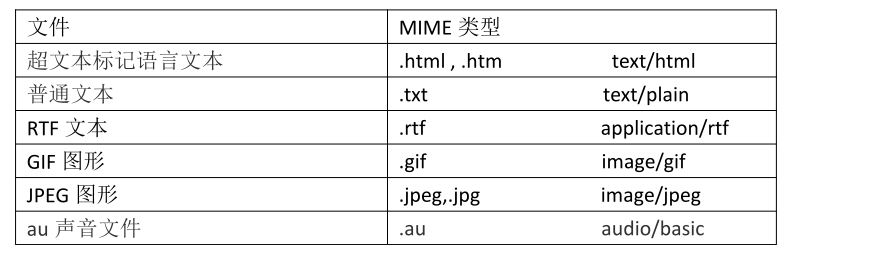 文件 MIME 类型
超文本标记语言文本 .html , .htm text/html
普通文本 .txt text/plain
RTF 文本 .rtf application/rtf
GIF 图形 .gif image/gif
JPEG 图形 .jpeg,.jpg image/jpeg
au 声音文件 .au audio/basic